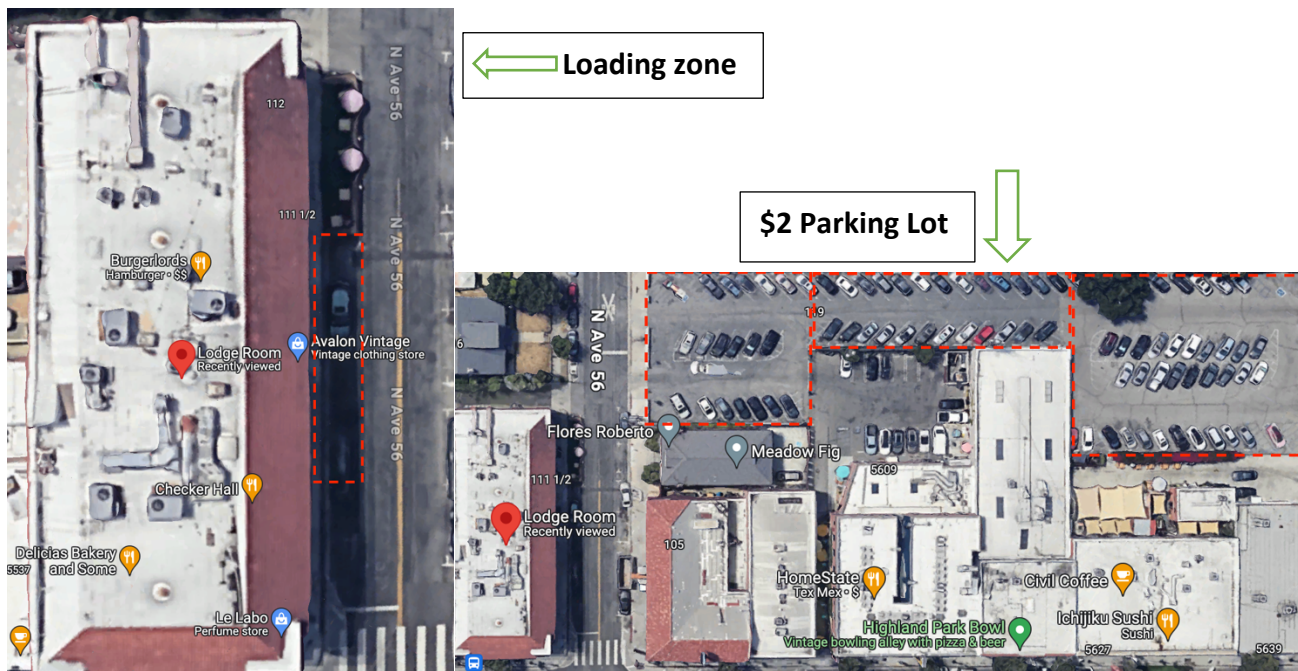 Loading zone
$2 Parking Lot
N Ave 56
112
111 1/2
N Ave 56
Burgerlords
Hamburger · $$
Avalon Vintage
Vintage clothing store
Lodge Room
Recently viewed
N Ave 56
Checker Hall
Delicias Bakery
and Some
5537
Le Labo
Perfume store
N Ave 56
119
6
Flores Roberto
Meadow Fig
5609
111 1/2
Lodge Room
Recently viewed
105
HomeState
Tex Mex · $
Civil Coffee
Ichijiku Sushi
Sushi
Highland Park Bowl
Vintage bowling alley with pizza & beer
5627
5639